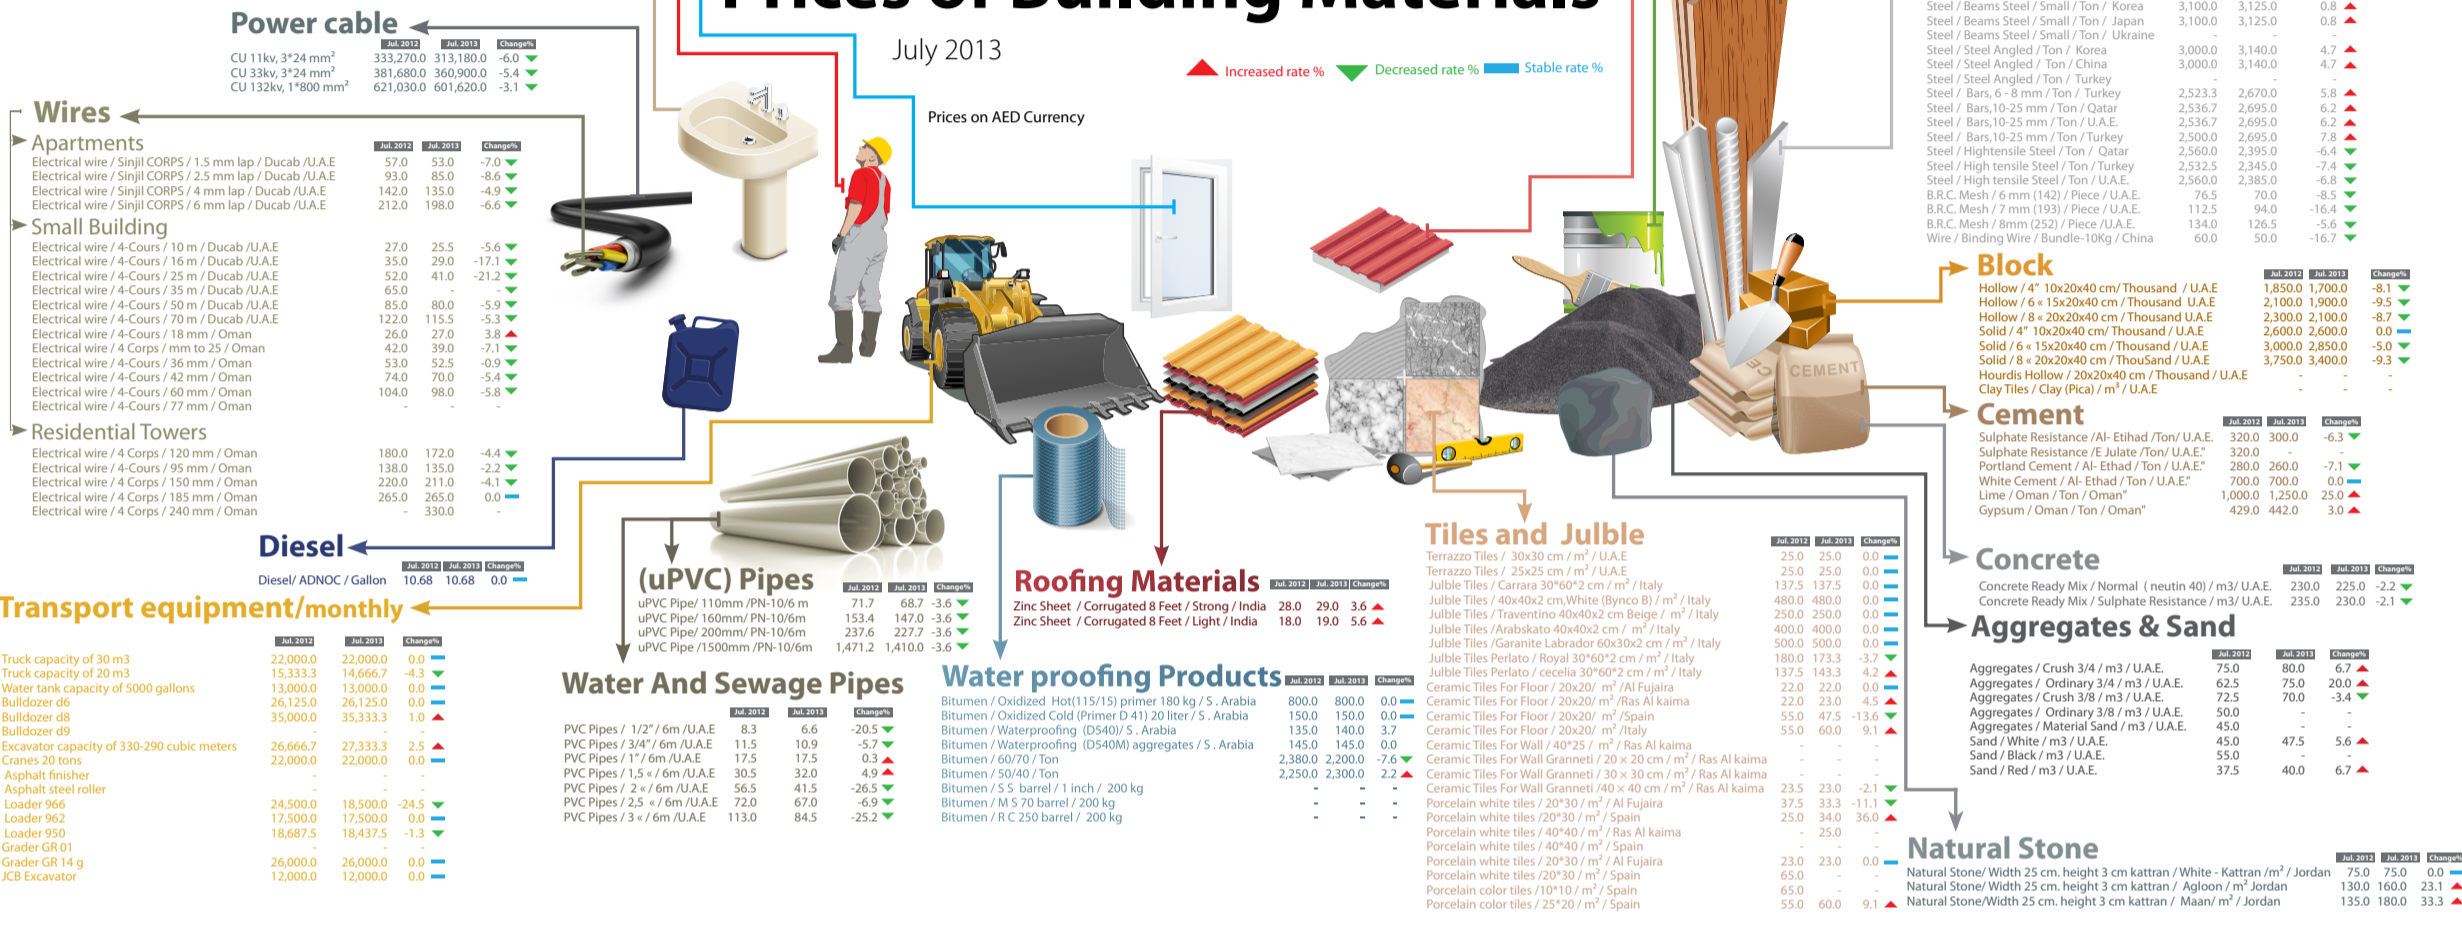 Prices of Building Materials
July 2013
Increased rate %
Decreased rate %
Stable rate %
Prices on AED Currency
Power cable
Jul. 2012 Jul. 2013 Change%
CU 11kv, 3*24 mm² 333,270.0 313,180.0 -6.0
CU 33kv, 3*24 mm² 381,680.0 360,900.0 -5.4
CU 132kv, 1*800 mm² 621,030.0 601,620.0 -3.1
Wires
Apartments
Jul. 2012 Jul. 2013 Change%
Electrical wire / Sinjil CORPS / 1.5 mm lap / Ducab /U.A.E 57.0 53.0 -7.0
Electrical wire / Sinjil CORPS / 2.5 mm lap / Ducab /U.A.E 93.0 85.0 -8.6
Electrical wire / Sinjil CORPS / 4 mm lap / Ducab /U.A.E 142.0 135.0 -4.9
Electrical wire / Sinjil CORPS / 6 mm lap / Ducab /U.A.E 212.0 198.0 -6.6
Small Building
Electrical wire / 4-Cours / 10 m / Ducab /U.A.E 27.0 25.5 -5.6
Electrical wire / 4-Cours / 16 m / Ducab /U.A.E 35.0 29.0 -17.1
Electrical wire / 4-Cours / 25 m / Ducab /U.A.E 52.0 41.0 -21.2
Electrical wire / 4-Cours / 35 m / Ducab /U.A.E 65.0 - -
Electrical wire / 4-Cours / 50 m / Ducab /U.A.E 85.0 80.0 -5.9
Electrical wire / 4-Cours / 70 m / Ducab /U.A.E 122.0 115.5 -5.3
Electrical wire / 4-Cours / 18 mm / Oman 26.0 27.0 3.8
Electrical wire / 4 Corps / mm to 25 / Oman 42.0 39.0 -7.1
Electrical wire / 4-Cours / 36 mm / Oman 53.0 52.5 -0.9
Electrical wire / 4-Cours / 42 mm / Oman 74.0 70.0 -5.4
Electrical wire / 4-Cours / 60 mm / Oman 104.0 98.0 -5.8
Electrical wire / 4-Cours / 77 mm / Oman - - -
Residential Towers
Electrical wire / 4 Corps / 120 mm / Oman 180.0 172.0 -4.4
Electrical wire / 4-Cours / 95 mm / Oman 138.0 135.0 -2.2
Electrical wire / 4 Corps / 150 mm / Oman 220.0 211.0 -4.1
Electrical wire / 4 Corps / 185 mm / Oman 265.0 265.0 0.0
Electrical wire / 4 Corps / 240 mm / Oman - 330.0 -
Diesel
Jul. 2012 Jul. 2013 Change%
Diesel/ ADNOC / Gallon 10.68 10.68 0.0
Transport equipment/monthly
Jul. 2012 Jul. 2013 Change%
Truck capacity of 30 m3 22,000.0 22,000.0 0.0
Truck capacity of 20 m3 15,333.3 14,666.7 -4.3
Water tank capacity of 5000 gallons 13,000.0 13,000.0 0.0
Bulldozer d6 26,125.0 26,125.0 0.0
Bulldozer d8 35,000.0 35,333.3 1.0
Bulldozer d9 - - -
Excavator capacity of 330-290 cubic meters 26,666.7 27,333.3 2.5
Cranes 20 tons 22,000.0 22,000.0 0.0
Asphalt finisher - - -
Asphalt steel roller - - -
Loader 966 24,500.0 18,500.0 -24.5
Loader 962 17,500.0 17,500.0 0.0
Loader 950 18,687.5 18,437.5 -1.3
Grader GR 01 - - -
Grader GR 14 g 26,000.0 26,000.0 0.0
JCB Excavator 12,000.0 12,000.0 0.0
(uPVC) Pipes
Jul. 2012 Jul. 2013 Change%
uPVC Pipe/ 110mm /PN-10/6 m 71.7 68.7 -3.6
uPVC Pipe/ 160mm/ PN-10/6m 153.4 147.0 -3.6
uPVC Pipe/ 200mm/ PN-10/6m 237.6 227.7 -3.6
uPVC Pipe /1500mm /PN-10/6m 1,471.2 1,410.0 -3.6
Water And Sewage Pipes
Jul. 2012 Jul. 2013 Change%
PVC Pipes / 1/2" / 6m /U.A.E 8.3 6.6 -20.5
PVC Pipes / 3/4" / 6m /U.A.E 11.5 10.9 -5.7
PVC Pipes / 1" / 6m /U.A.E 17.5 17.5 0.3
PVC Pipes / 1,5 « / 6m /U.A.E 30.5 32.0 4.9
PVC Pipes / 2 « / 6m /U.A.E 56.5 41.5 -26.5
PVC Pipes / 2,5 « / 6m /U.A.E 72.0 67.0 -6.9
PVC Pipes / 3 « / 6m /U.A.E 113.0 84.5 -25.2
Roofing Materials
Jul. 2012 Jul. 2013 Change%
Zinc Sheet / Corrugated 8 Feet / Strong / India 28.0 29.0 3.6
Zinc Sheet / Corrugated 8 Feet / Light / India 18.0 19.0 5.6
Water proofing Products
Jul. 2012 Jul. 2013 Change%
Bitumen / Oxidized Hot(115/15) primer 180 kg / S . Arabia 800.0 800.0 0.0
Bitumen / Oxidized Cold (Primer D 41) 20 liter / S . Arabia 150.0 150.0 0.0
Bitumen / Waterproofing (D540)/ S . Arabia 135.0 140.0 3.7
Bitumen / Waterproofing (D540M) aggregates / S . Arabia 145.0 145.0 0.0
Bitumen / 60/70 / Ton 2,380.0 2,200.0 -7.6
Bitumen / 50/40 / Ton 2,250.0 2,300.0 2.2
Bitumen / S S barrel / 1 inch / 200 kg - - -
Bitumen / M S 70 barrel / 200 kg - - -
Bitumen / R C 250 barrel / 200 kg - - -
CEMENT
Tiles and Julble
Jul. 2012 Jul. 2013 Change%
Terrazzo Tiles / 30x30 cm / m² / U.A.E 25.0 25.0 0.0
Terrazzo Tiles / 25x25 cm / m² / U.A.E 25.0 25.0 0.0
Julble Tiles / Carrara 30*60*2 cm / m² / Italy 137.5 137.5 0.0
Julble Tiles / 40x40x2 cm,White (Bynco B) / m² / Italy 480.0 480.0 0.0
Julble Tiles / Traventino 40x40x2 cm Beige / m² / Italy 250.0 250.0 0.0
Julble Tiles /Arabskato 40x40x2 cm / m² / Italy 400.0 400.0 0.0
Julble Tiles /Garanite Labrador 60x30x2 cm / m² / Italy 500.0 500.0 0.0
Julble Tiles Perlato / Royal 30*60*2 cm / m² / Italy 180.0 173.3 -3.7
Julble Tiles Perlato / cecelia 30*60*2 cm / m² / Italy 137.5 143.3 4.2
Ceramic Tiles For Floor / 20x20/ m² /Al Fujaira 22.0 22.0 0.0
Ceramic Tiles For Floor / 20x20/ m² /Ras Al kaima 22.0 23.0 4.5
Ceramic Tiles For Floor / 20x20/ m² /Spain 55.0 47.5 -13.6
Ceramic Tiles For Floor / 20x20/ m² /Italy 55.0 60.0 9.1
Ceramic Tiles For Wall / 40*25 / m² / Ras Al kaima - - -
Ceramic Tiles For Wall Granneti / 20 × 20 cm / m² / Ras Al kaima - - -
Ceramic Tiles For Wall Granneti / 30 × 30 cm / m² / Ras Al kaima - - -
Ceramic Tiles For Wall Granneti /40 × 40 cm / m² / Ras Al kaima 23.5 23.0 -2.1
Porcelain white tiles / 20*30 / m² / Al Fujaira 37.5 33.3 -11.1
Porcelain white tiles /20*30 / m² / Spain 25.0 34.0 36.0
Porcelain white tiles / 40*40 / m² / Ras Al kaima - 25.0 -
Porcelain white tiles / 40*40 / m² / Spain - - -
Porcelain white tiles / 20*30 / m² / Al Fujaira 23.0 23.0 0.0
Porcelain white tiles /20*30 / m² / Spain 65.0 - -
Porcelain color tiles /10*10 / m² / Spain 65.0 - -
Porcelain color tiles / 25*20 / m² / Spain 55.0 60.0 9.1
Steel / Beams Steel / Small / Ton / Korea 3,100.0 3,125.0 0.8
Steel / Beams Steel / Small / Ton / Japan 3,100.0 3,125.0 0.8
Steel / Beams Steel / Small / Ton / Ukraine - - -
Steel / Steel Angled / Ton / Korea 3,000.0 3,140.0 4.7
Steel / Steel Angled / Ton / China 3,000.0 3,140.0 4.7
Steel / Steel Angled / Ton / Turkey - - -
Steel / Bars, 6 - 8 mm / Ton / Turkey 2,523.3 2,670.0 5.8
Steel / Bars,10-25 mm / Ton / Qatar 2,536.7 2,695.0 6.2
Steel / Bars,10-25 mm / Ton / U.A.E. 2,536.7 2,695.0 6.2
Steel / Bars,10-25 mm / Ton /Turkey 2,500.0 2,695.0 7.8
Steel / Hightensile Steel / Ton / Qatar 2,560.0 2,395.0 -6.4
Steel / High tensile Steel / Ton / Turkey 2,532.5 2,345.0 -7.4
Steel / High tensile Steel / Ton / U.A.E. 2,560.0 2,385.0 -6.8
B.R.C. Mesh / 6 mm (142) / Piece / U.A.E. 76.5 70.0 -8.5
B.R.C. Mesh / 7 mm (193) / Piece / U.A.E. 112.5 94.0 -16.4
B.R.C. Mesh / 8mm (252) / Piece /U.A.E. 134.0 126.5 -5.6
Wire / Binding Wire / Bundle-10Kg / China 60.0 50.0 -16.7
Block
Jul. 2012 Jul. 2013 Change%
Hollow / 4" 10x20x40 cm/ Thousand / U.A.E 1,850.0 1,700.0 -8.1
Hollow / 6 « 15x20x40 cm / Thousand U.A.E 2,100.0 1,900.0 -9.5
Hollow / 8 « 20x20x40 cm / Thousand / U.A.E 2,300.0 2,100.0 -8.7
Solid / 4" 10x20x40 cm/ Thousand / U.A.E 2,600.0 2,600.0 0.0
Solid / 6 « 15x20x40 cm / Thousand / U.A.E 3,000.0 2,850.0 -5.0
Solid / 8 « 20x20x40 cm / ThouSand / U.A.E 3,750.0 3,400.0 -9.3
Hourdis Hollow / 20x20x40 cm / Thousand / U.A.E - - -
Clay Tiles / Clay (Pica) / m³ / U.A.E - - -
Cement
Jul. 2012 Jul. 2013 Change%
Sulphate Resistance /Al- Etihad /Ton/ U.A.E. 320.0 300.0 -6.3
Sulphate Resistance /E Julate /Ton/ U.A.E." 320.0 - -
Portland Cement / Al- Ethad / Ton / U.A.E." 280.0 260.0 -7.1
White Cement / Al- Ethad / Ton / U.A.E." 700.0 700.0 0.0
Lime / Oman / Ton / Oman" 1,000.0 1,250.0 25.0
Gypsum / Oman / Ton / Oman" 429.0 442.0 3.0
Concrete
Jul. 2012 Jul. 2013 Change%
Concrete Ready Mix / Normal ( neutin 40) / m3/ U.A.E. 230.0 225.0 -2.2
Concrete Ready Mix / Sulphate Resistance / m3/ U.A.E. 235.0 230.0 -2.1
Aggregates & Sand
Jul. 2012 Jul. 2013 Change%
Aggregates / Crush 3/4 / m3 / U.A.E. 75.0 80.0 6.7
Aggregates / Ordinary 3/4 / m3 / U.A.E. 62.5 75.0 20.0
Aggregates / Crush 3/8 / m3 / U.A.E. 72.5 70.0 -3.4
Aggregates / Ordinary 3/8 / m3 / U.A.E. 50.0 - -
Aggregates / Material Sand / m3 / U.A.E. 45.0 - -
Sand / White / m3 / U.A.E. 45.0 47.5 5.6
Sand / Black / m3 / U.A.E. 55.0 - -
Sand / Red / m3 / U.A.E. 37.5 40.0 6.7
Natural Stone
Jul. 2012 Jul. 2013 Change%
Natural Stone/ Width 25 cm. height 3 cm kattran / White - Kattran /m² / Jordan 75.0 75.0 0.0
Natural Stone/ Width 25 cm. height 3 cm kattran / Agloon / m² Jordan 130.0 160.0 23.1
Natural Stone/Width 25 cm. height 3 cm kattran / Maan/ m² / Jordan 135.0 180.0 33.3